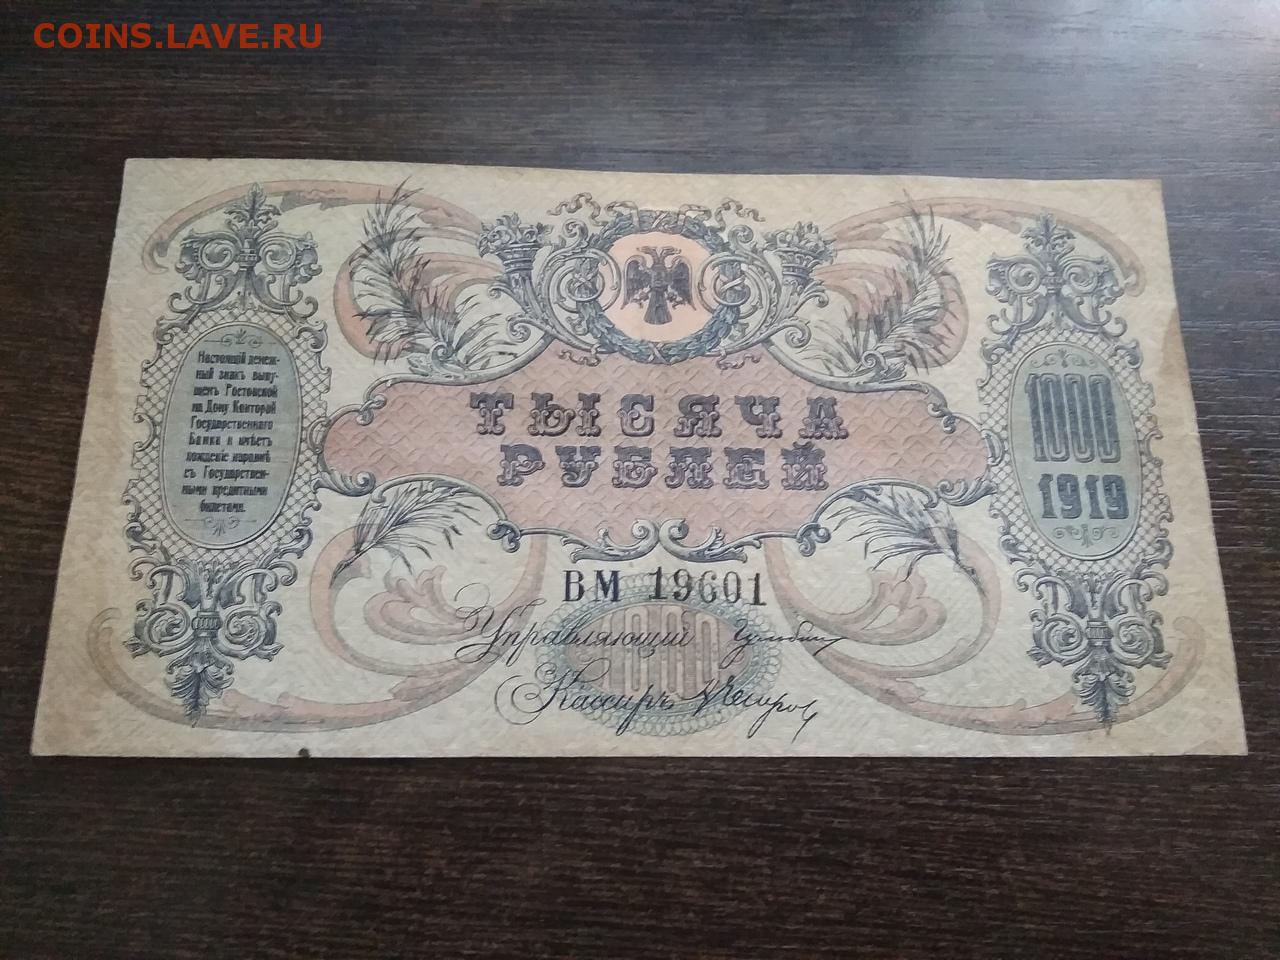 COINS.LAVE.RU
Настоящій денеж-
ный знакъ выпу-
щенъ Ростовской
на Дону Конторой
Государственнаго
Банка и имѣетъ
хожденіе наравнѣ
съ Государствен-
ными кредитными
билетами.
ТЫСЯЧА
РУБЛЕЙ
1000
1919
ВМ 19601
1000
Управляющій
Кассиръ